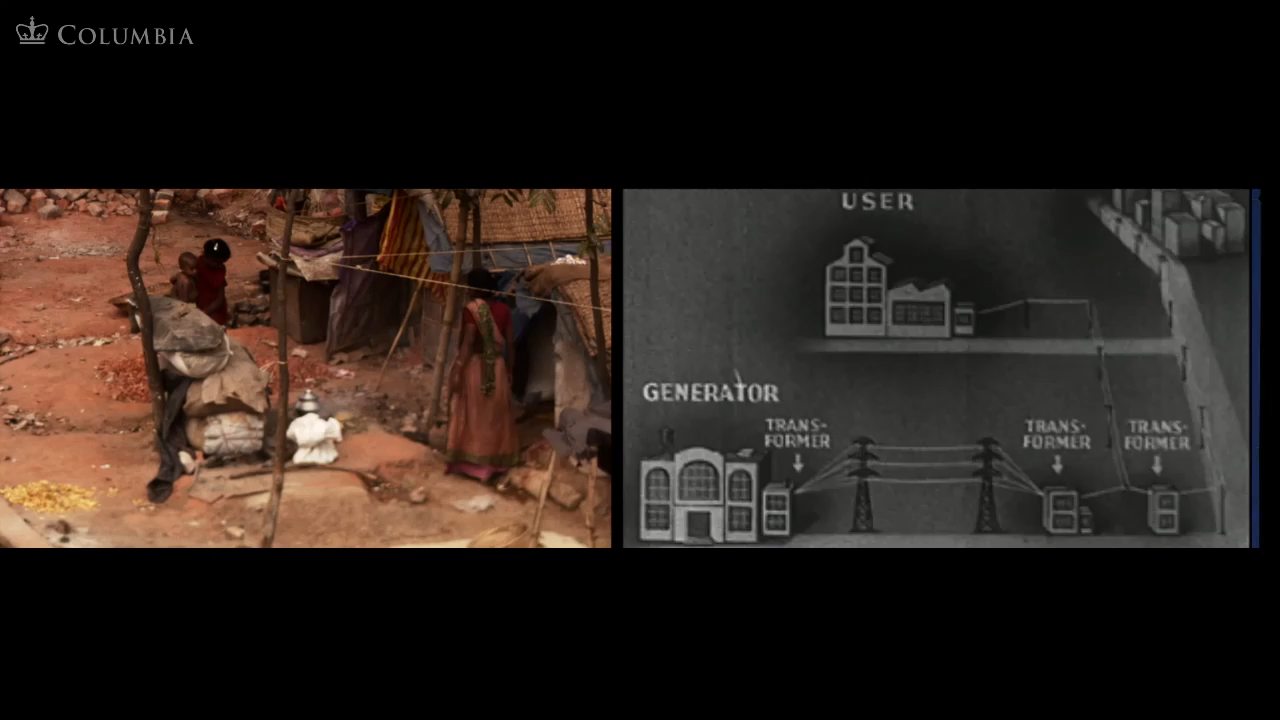 COLUMBIA
USER
GENERATOR
TRANS-
FORMER
TRANS-
FORMER
TRANS-
FORMER